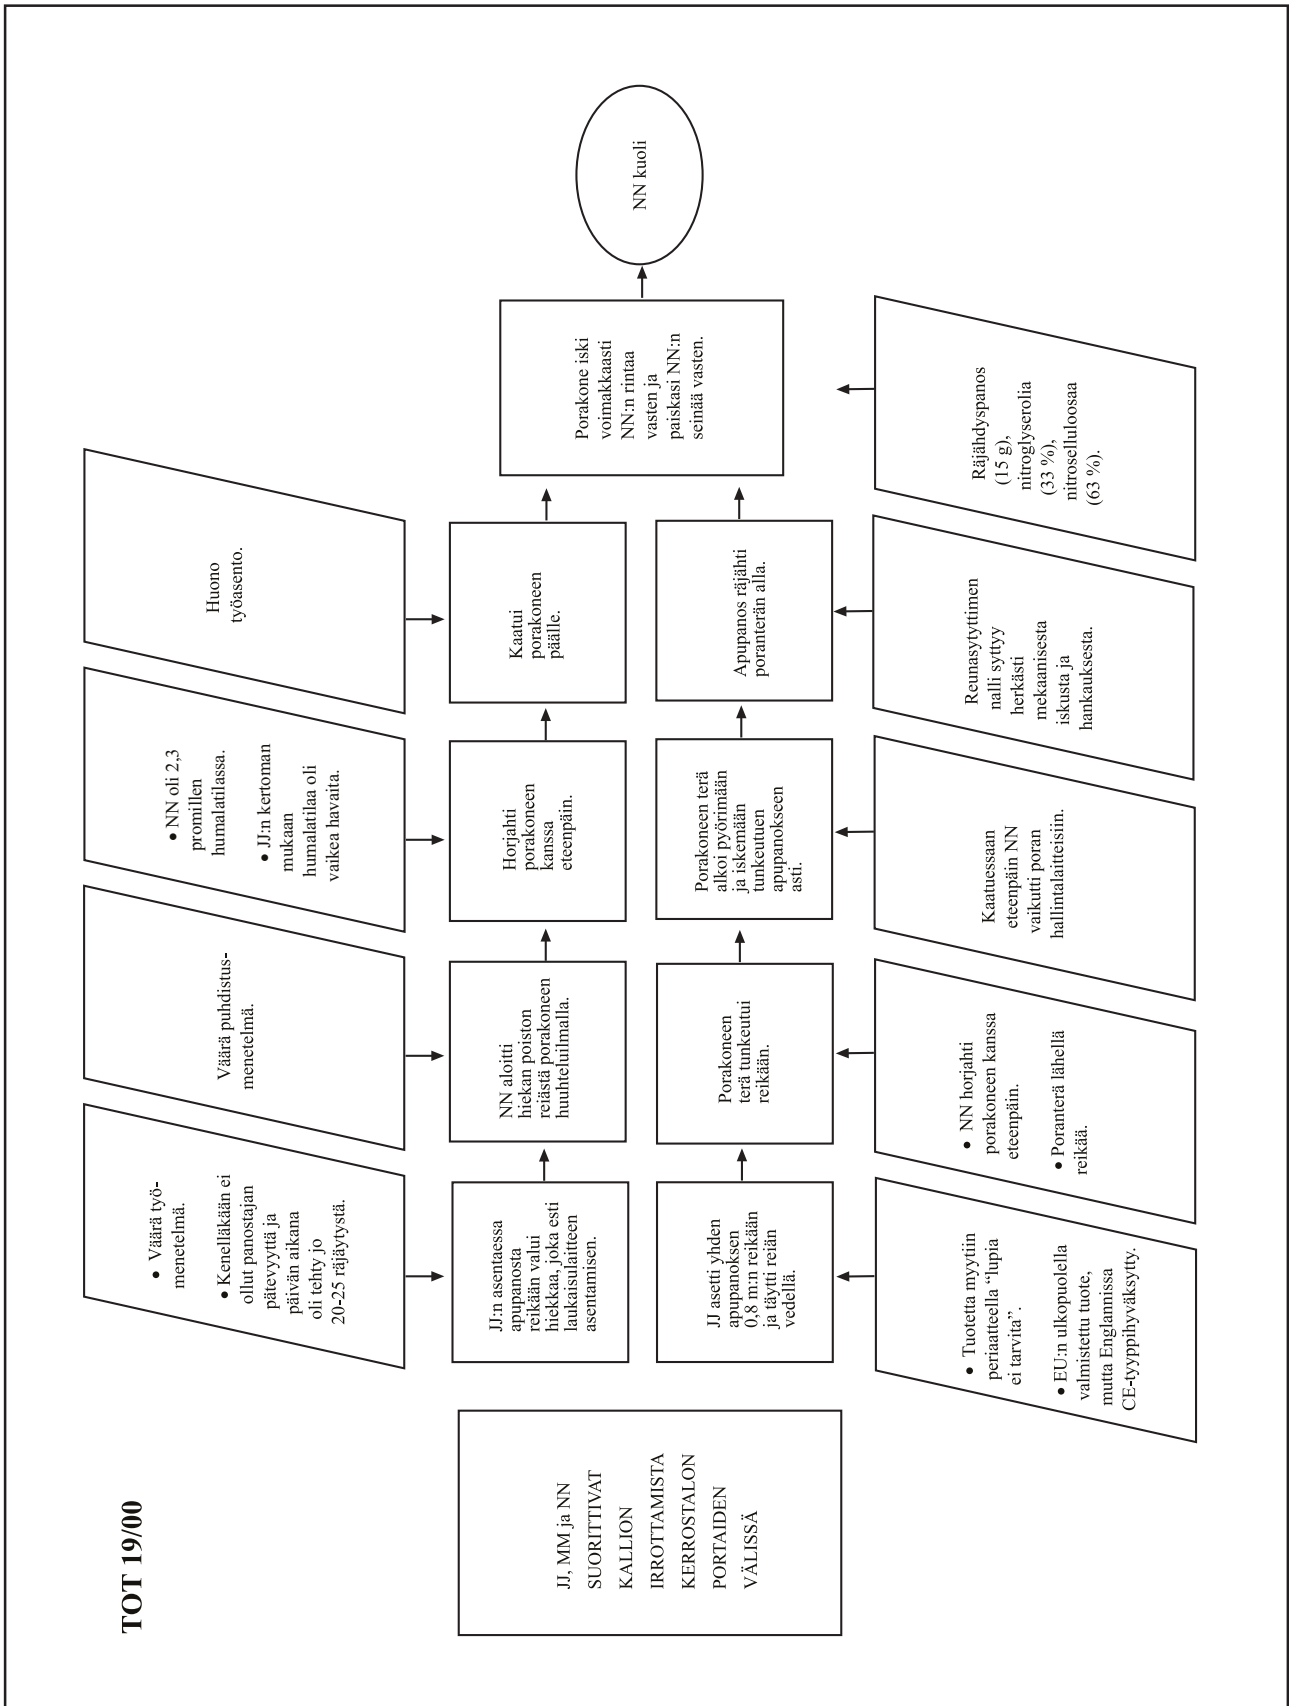 TOT 19/00
• Väärä työ-
menetelmä.
• Kenelläkään ei
ollut panostajan
pätevyyttä ja
päivän aikana
oli tehty jo
20-25 räjäytystä.
Väärä puhdistus-
menetelmä.
• NN oli 2,3
promillen
humalatilassa.
• JJ:n kertoman
mukaan
humalatilaa oli
vaikea havaita.
Huono
työasento.
JJ, MM ja NN
SUORITTIVAT
KALLION
IRROTTAMISTA
KERROSTALON
PORTAIDEN
VÄLISSÄ
JJ:n asentaessa
apupanosta
reikään valui
hiekkaa, joka esti
laukaisulaitteen
asentamisen.
NN aloitti
hiekan poiston
reiästä porakoneen
huuhteluilmalla.
Horjahti
porakoneen
kanssa
eteenpäin.
Kaatui
porakoneen
päälle.
Porakone iski
voimakkaasti
NN:n rintaa
vasten ja
paiskasi NN:n
seinää vasten.
NN kuoli
JJ asetti yhden
apupanoksen
0,8 m:n reikään
ja täytti reiän
vedellä.
Porakoneen
terä tunkeutui
reikään.
Porakoneen terä
alkoi pyörimään
ja iskemään
tunkeutuen
apupanokseen
asti.
Apupanos räjähti
poranterän alla.
• Tuotetta myytiin
periaatteella “lupia
ei tarvita”.
• EU:n ulkopuolella
valmistettu tuote,
mutta Englannissa
CE-tyyppihyväksytty.
• NN horjahti
porakoneen kanssa
eteenpäin.
• Poranterä lähellä
reikää.
Kaatuessaan
eteenpäin NN
vaikutti poran
hallintalaitteisiin.
Reunasytyttimen
nalli syttyy
herkästi
mekaanisesta
iskusta ja
hankauksesta.
Räjähdyspanos
(15 g),
nitroglyserolia
(33 %),
nitroselluloosaa
(63 %).